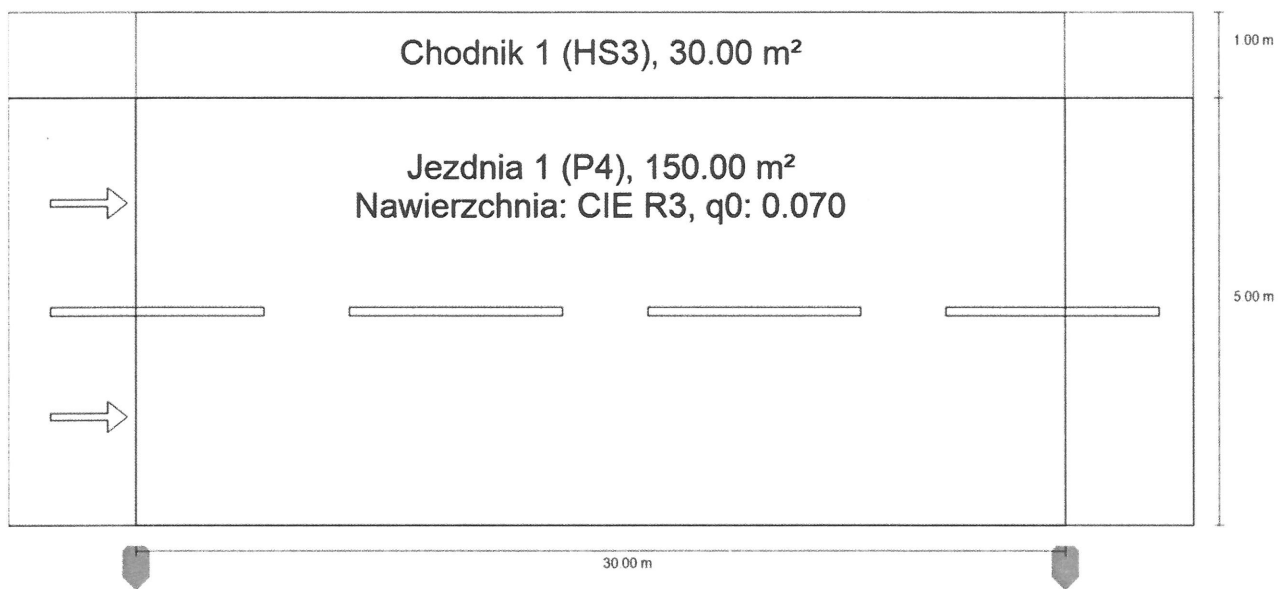 Chodnik 1 (HS3), 30.00 m²
1 00 m
Jezdnia 1 (P4), 150.00 m²
Nawierzchnia: CIE R3, q0: 0.070
5 00 m
30 00 m